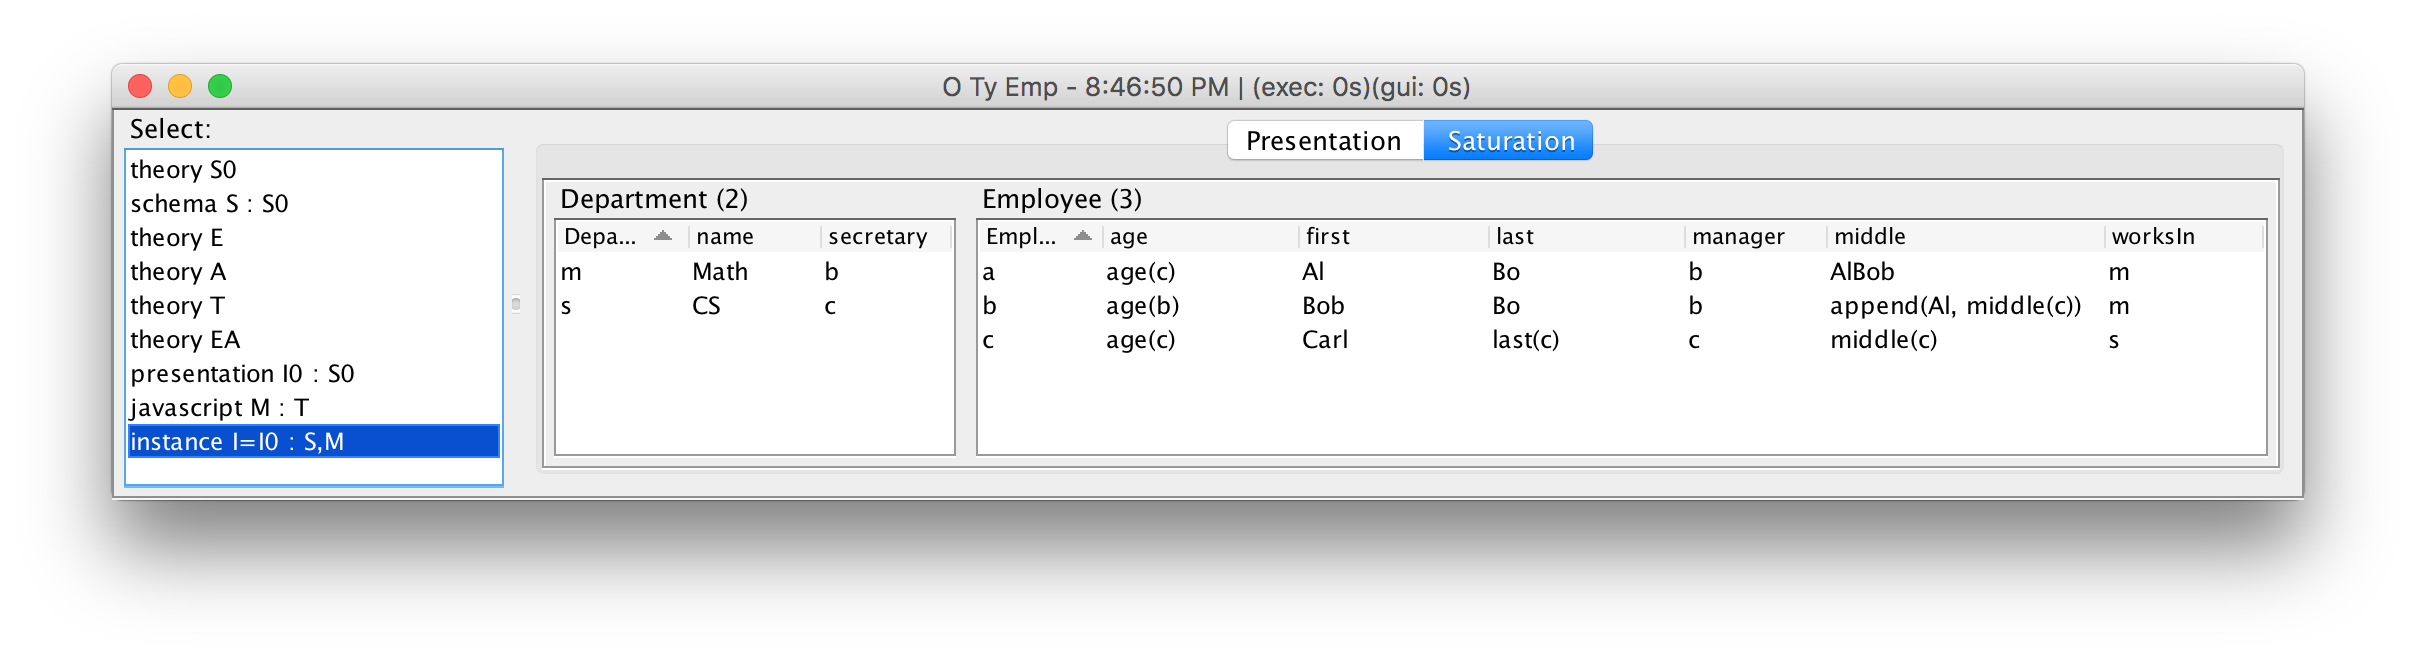 O Ty Emp - 8:46:50 PM | (exec: 0s)(gui: 0s)
Select:
theory S0
schema S : S0
theory E
theory A
theory T
theory EA
presentation I0 : S0
javascript M : T
instance I=I0 : S,M
Presentation Saturation
Department (2)
Depa... name secretary
m Math b
s CS c
Employee (3)
Empl... age first last manager middle worksIn
a age(c) Al Bo b AlBob m
b age(b) Bob Bo b append(Al, middle(c)) m
c age(c) Carl last(c) c middle(c) s